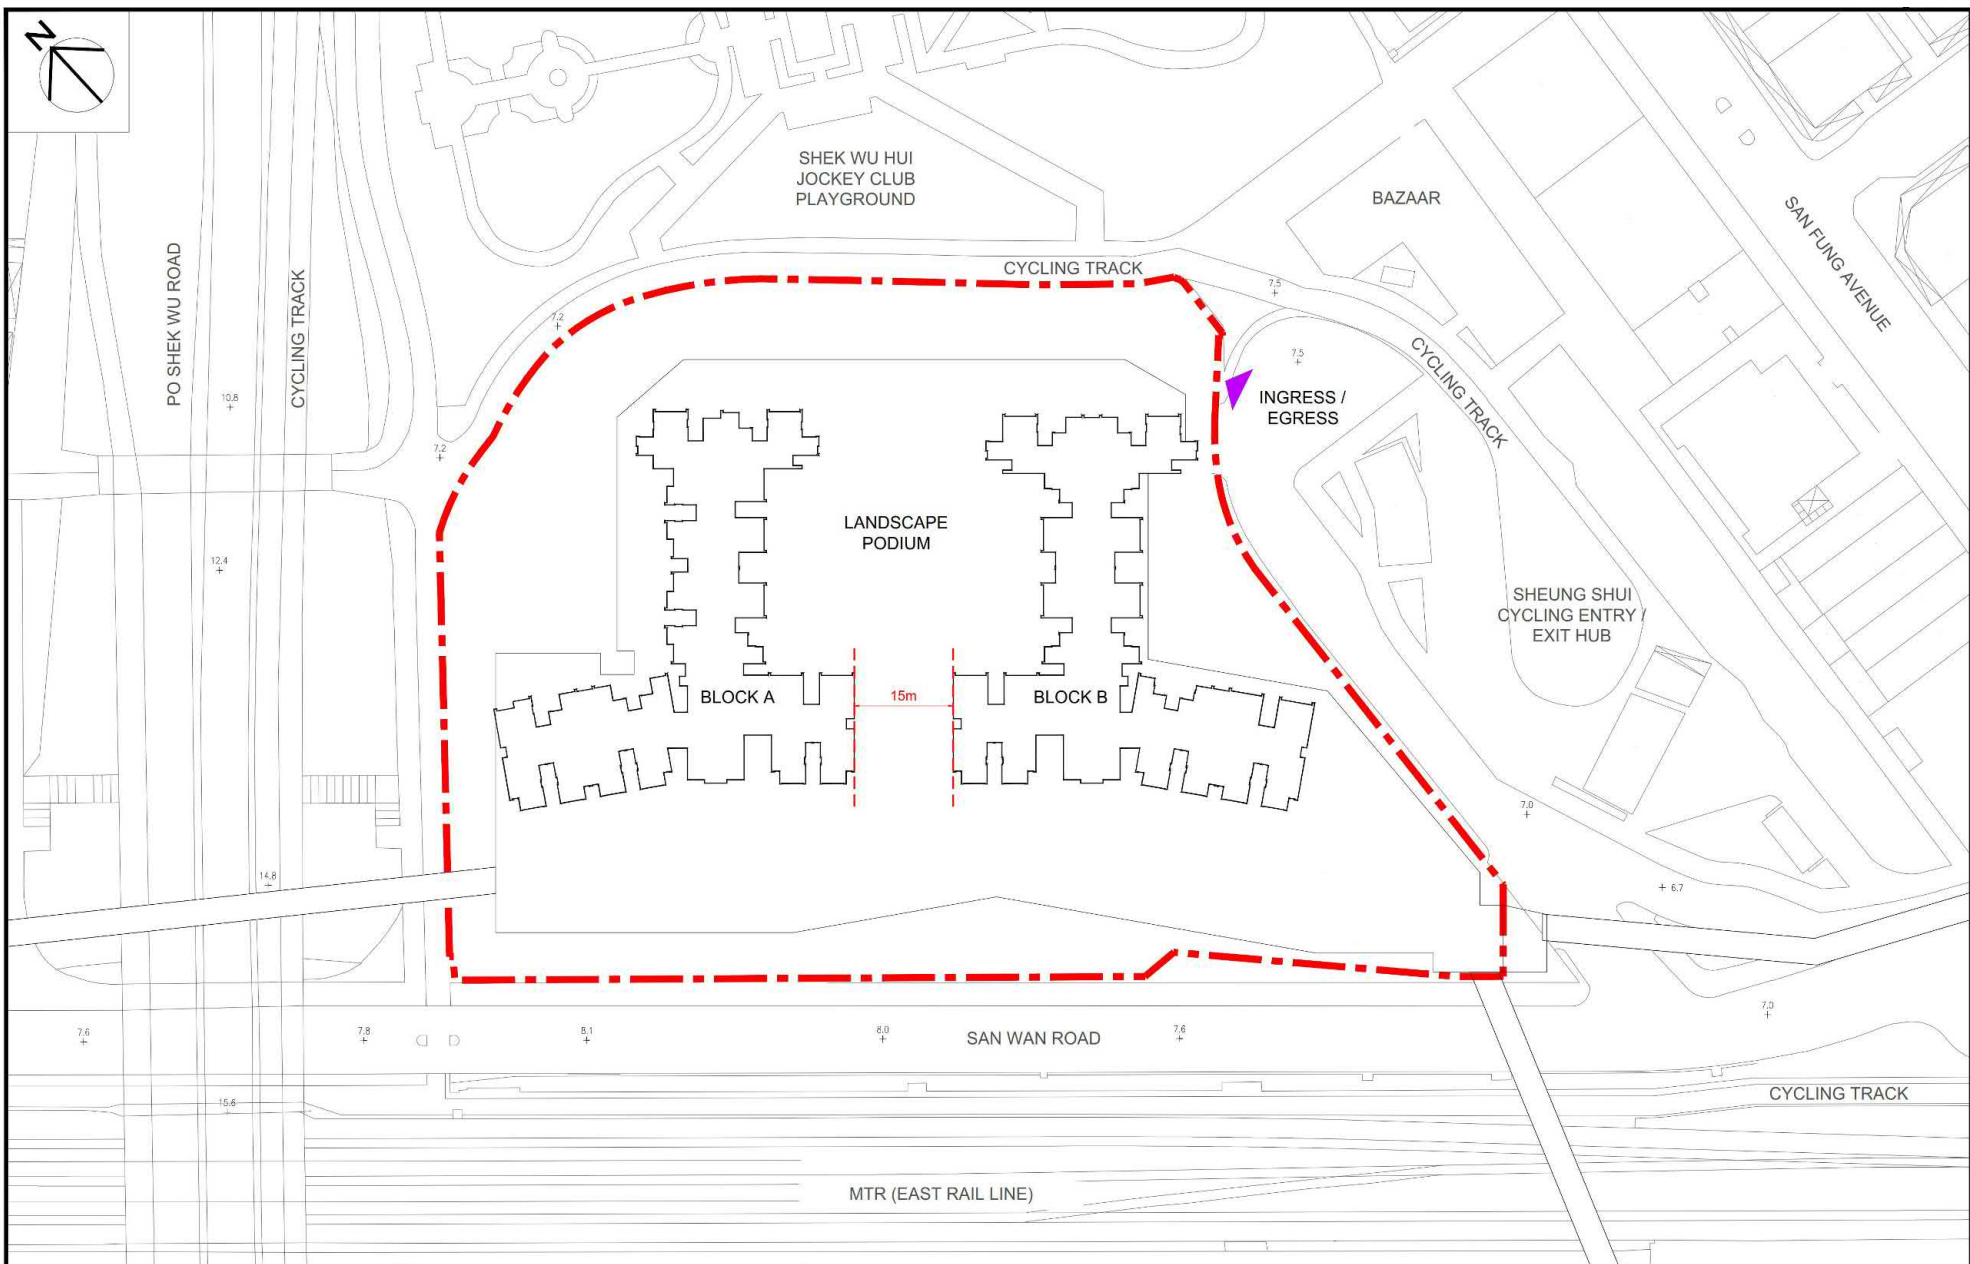 N
SHEK WU HUI
JOCKEY CLUB
PLAYGROUND
BAZAAR
SAN FUNG AVENUE
PO SHEK WU ROAD
CYCLING TRACK
CYCLING TRACK
7.5
7.2
7.5
CYCLING TRACK
INGRESS /
EGRESS
10.8
7.2
LANDSCAPE
PODIUM
12.4
SHEUNG SHUI
CYCLING ENTRY /
EXIT HUB
BLOCK A
15m
BLOCK B
7.0
14.8
6.7
7.6
7.8
8.1
8.0
SAN WAN ROAD
7.6
7.0
15.6
CYCLING TRACK
MTR (EAST RAIL LINE)